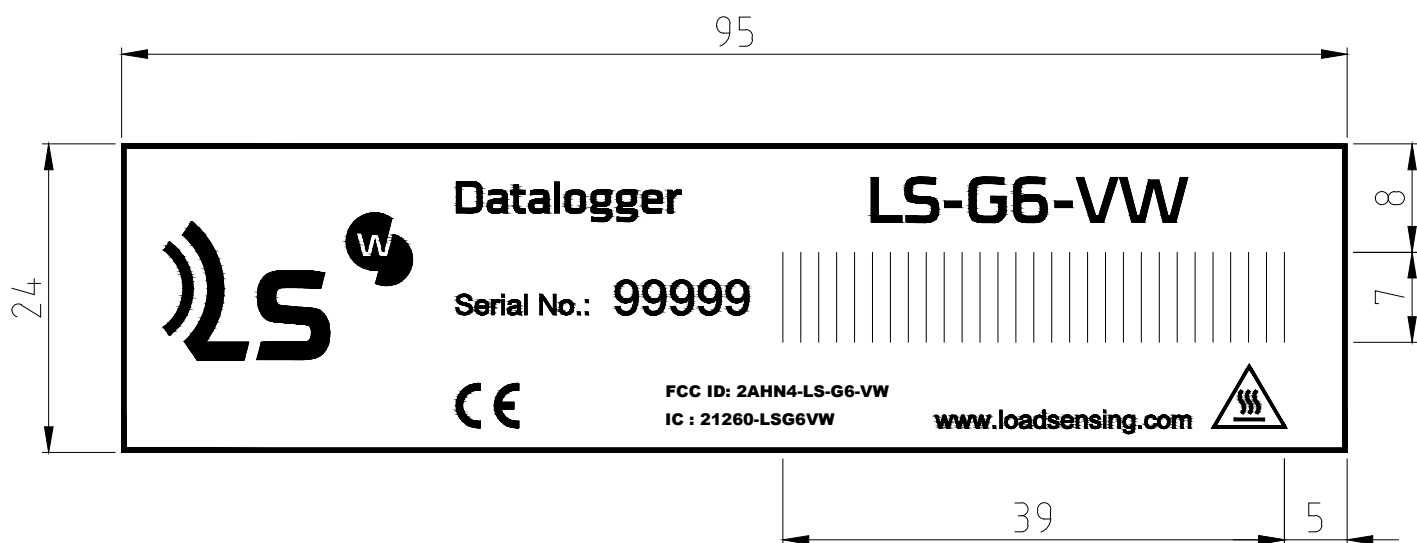 95
Datalogger LS-G6-VW
8
W
LS
24
Serial No.: 99999
7
CE
FCC ID: 2AHN4-LS-G6-VW
IC : 21260-LSG6VW
www.loadsensing.com
39
5